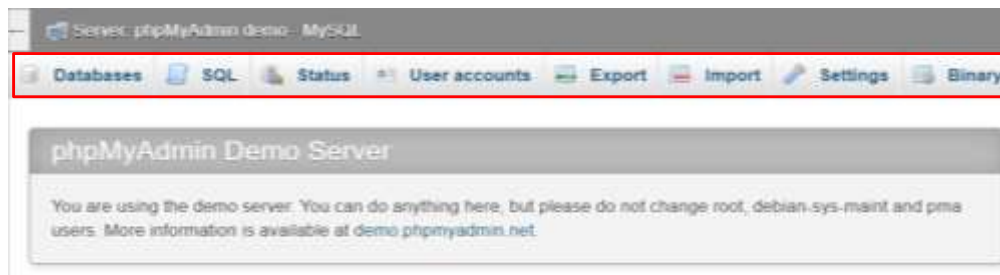 Server: phpMyAdmin demo - MySQL
Databases SQL Status User accounts Export Import Settings Binary
phpMyAdmin Demo Server
You are using the demo server. You can do anything here, but please do not change root, debian-sys-maint and pma
users. More information is available at demo.phpmyadmin.net.